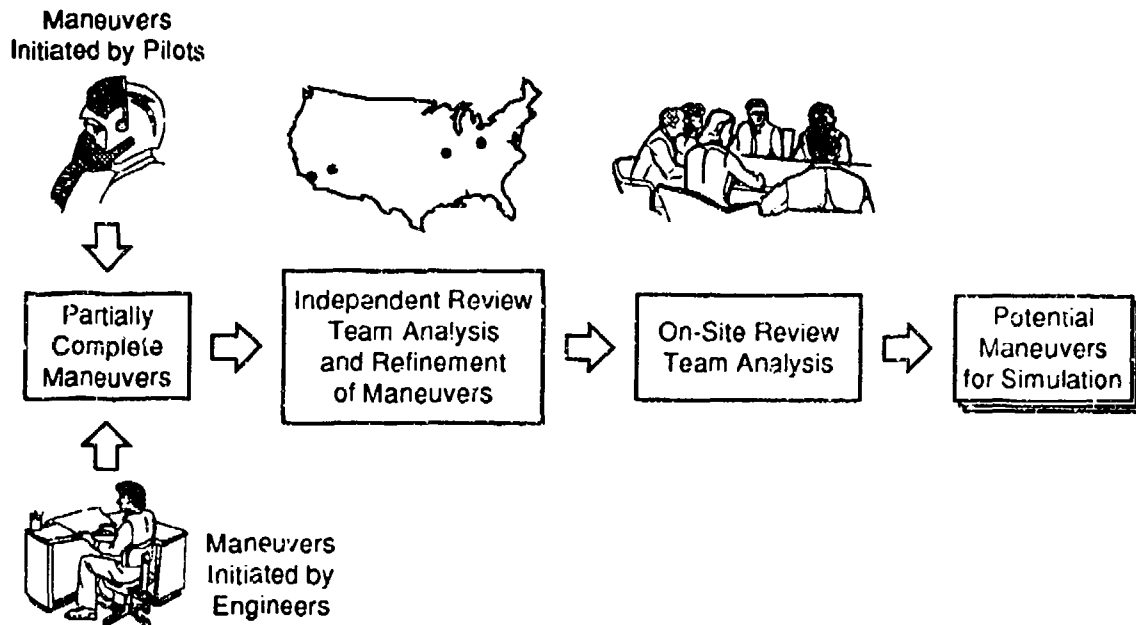 Maneuvers
Initiated by Pilots
Partially
Complete
Maneuvers
Independent Review
Team Analysis
and Refinement
of Maneuvers
On-Site Review
Team Analysis
Potential
Maneuvers
for Simulation
Maneuvers
Initiated by
Engineers